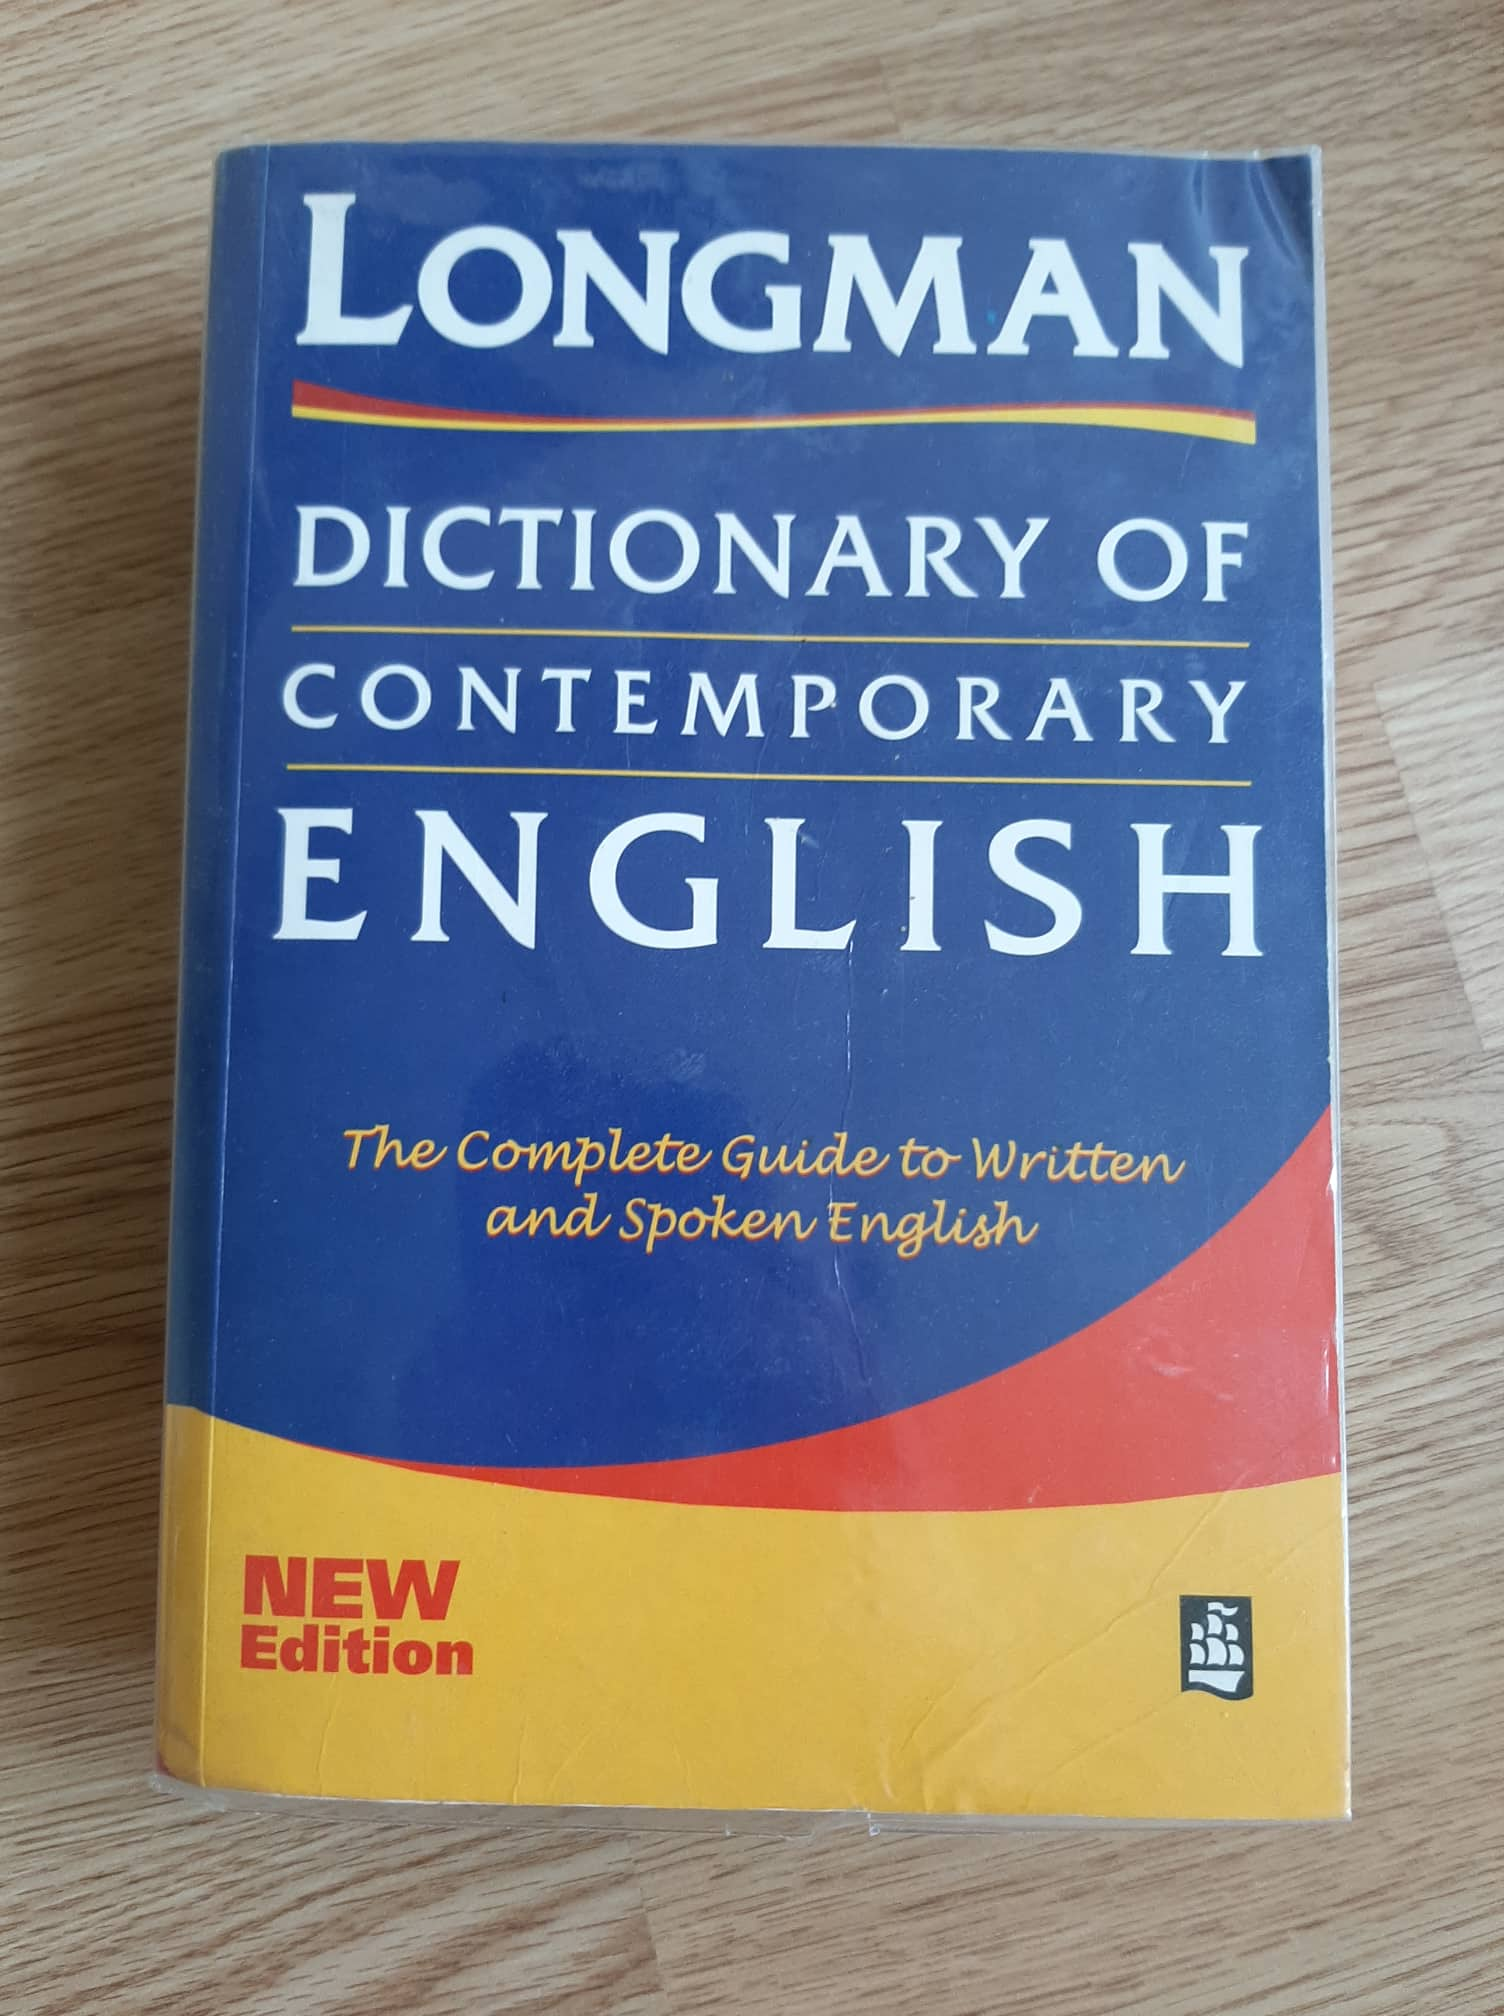 LONGMAN
DICTIONARY OF
CONTEMPORARY
ENGLISH
The Complete Guide to Written
and Spoken English
NEW
Edition